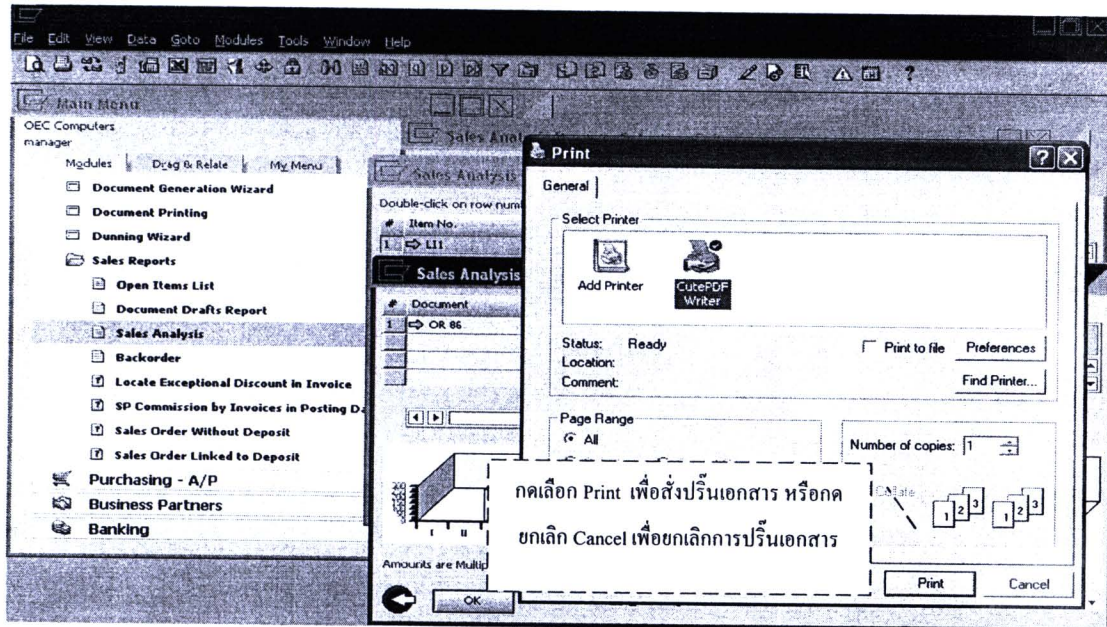 File Edit View Data Goto Modules Tools Window Help
Main Menu
OEC Computers
manager
Modules Drag & Relate My Menu
Document Generation Wizard
Document Printing
Dunning Wizard
Sales Reports
Open Items List
Document Drafts Report
Sales Analysis
Backorder
Locate Exceptional Discount in Invoice
SP Commission by Invoices in Posting Da
Sales Order Without Deposit
Sales Order Linked to Deposit
Purchasing - A/P
Business Partners
Banking
Sales Anal
Sales Analysis
Double-click on row num
# Item No.
1 LI1
Sales Analysis
# Document
1 OR 86
Amounts are Multip
OK
Print
General
Select Printer
Add Printer
CutePDF
Writer
Status: Ready
Location:
Comment:
Print to file
Preferences
Find Printer...
Page Range
All
Number of copies: 1
Collate
1 2 3 1 2 3
กดเลือก Print เพื่อสั่งปริ้นเอกสาร หรือกด
ยกเลิก Cancel เพื่อยกเลิกการปริ้นเอกสาร
Print Cancel